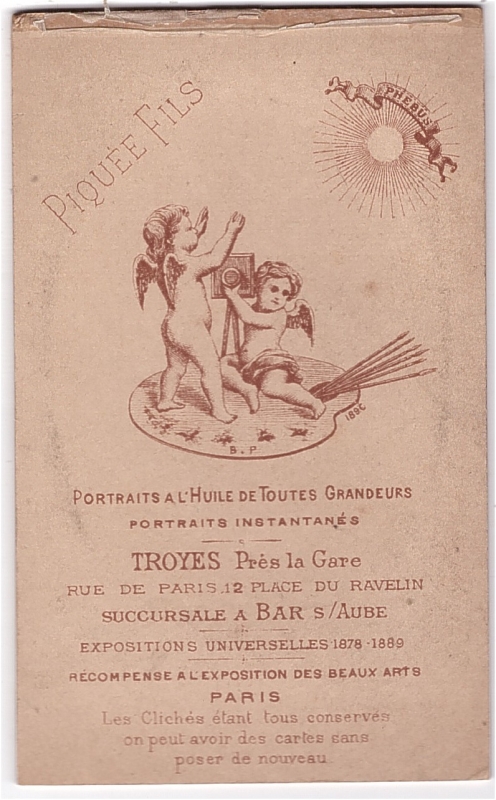 PIQUÉE FILS
PHEBUS
1890
B.P
PORTRAITS A L'HUILE DE TOUTES GRANDEURS
PORTRAITS INSTANTANÉS
TROYES Près la Gare
RUE DE PARIS.12 PLACE DU RAVELIN
SUCCURSALE A BAR S/AUBE
EXPOSITIONS UNIVERSELLES 1878-1889
RÉCOMPENSE A L'EXPOSITION DES BEAUX ARTS
PARIS
Les Clichés étant tous conservés
on peut avoir des cartes sans
poser de nouveau